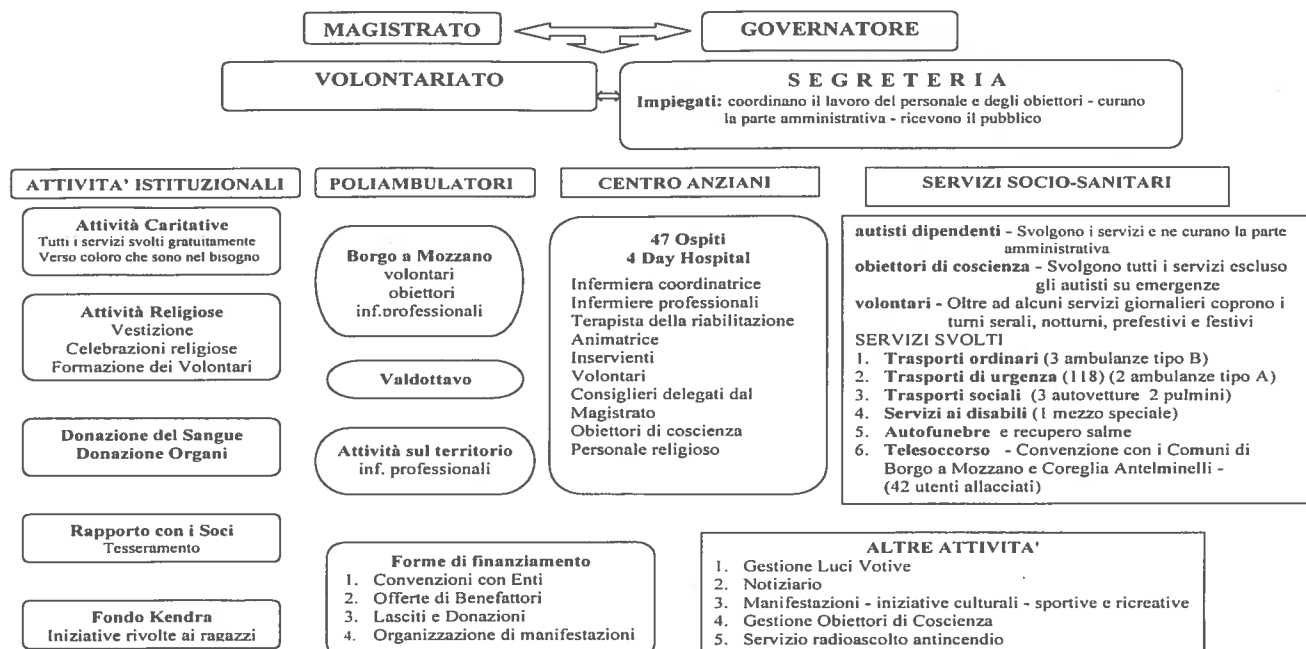 MAGISTRATO
GOVERNATORE
VOLONTARIATO
SEGRETERIA
Impiegati: coordinano il lavoro del personale e degli obiettori - curano
la parte amministrativa - ricevono il pubblico
ATTIVITA' ISTITUZIONALI
Attività Caritative
Tutti i servizi svolti gratuitamente
Verso coloro che sono nel bisogno
Attività Religiose
Vestizione
Celebrazioni religiose
Formazione dei Volontari
Donazione del Sangue
Donazione Organi
Rapporto con i Soci
Tesseramento
Fondo Kendra
Iniziative rivolte ai ragazzi
POLIAMBULATORI
Borgo a Mozzano
volontari
obiettori
inf.professionali
Valdottavo
Attività sul territorio
inf. professionali
CENTRO ANZIANI
47 Ospiti
4 Day Hospital
Infermiera coordinatrice
Infermiere professionali
Terapista della riabilitazione
Animatrice
Inservienti
Volontari
Consiglieri delegati dal
Magistrato
Obiettori di coscienza
Personale religioso
SERVIZI SOCIO-SANITARI
autisti dipendenti - Svolgono i servizi e ne curano la parte
amministrativa
obiettori di coscienza - Svolgono tutti i servizi escluso
gli autisti su emergenze
volontari - Oltre ad alcuni servizi giornalieri coprono i
turni serali, notturni, prefestivi e festivi
SERVIZI SVOLTI
1. Trasporti ordinari (3 ambulanze tipo B)
2. Trasporti di urgenza (118) (2 ambulanze tipo A)
3. Trasporti sociali (3 autovetture 2 pulmini)
4. Servizi ai disabili (1 mezzo speciale)
5. Autofunebre e recupero salme
6. Telesoccorso - Convenzione con i Comuni di
Borgo a Mozzano e Coreglia Antelminelli -
(42 utenti allacciati)
Forme di finanziamento
1. Convenzioni con Enti
2. Offerte di Benefattori
3. Lasciti e Donazioni
4. Organizzazione di manifestazioni
ALTRE ATTIVITA'
1. Gestione Luci Votive
2. Notiziario
3. Manifestazioni - iniziative culturali - sportive e ricreative
4. Gestione Obiettori di Coscienza
5. Servizio radioascolto antincendio